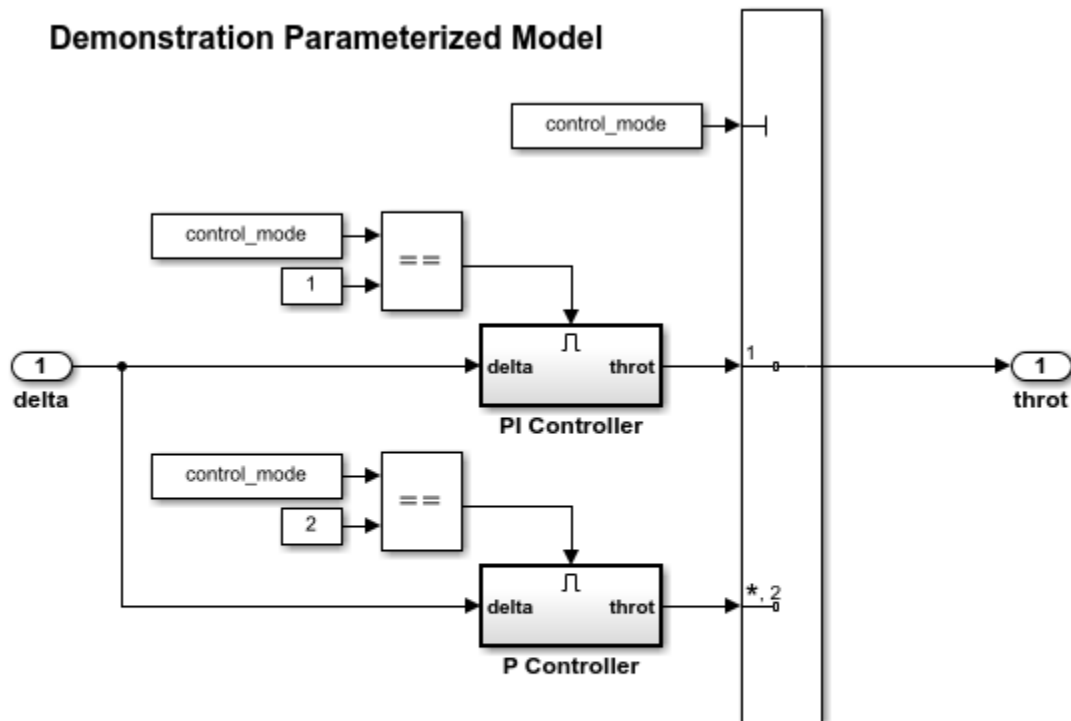 Demonstration Parameterized Model
control_mode
control_mode
==
1
1
delta
delta
throt
PI Controller
1
1
throt
control_mode
==
2
delta
throt
P Controller
*, 2